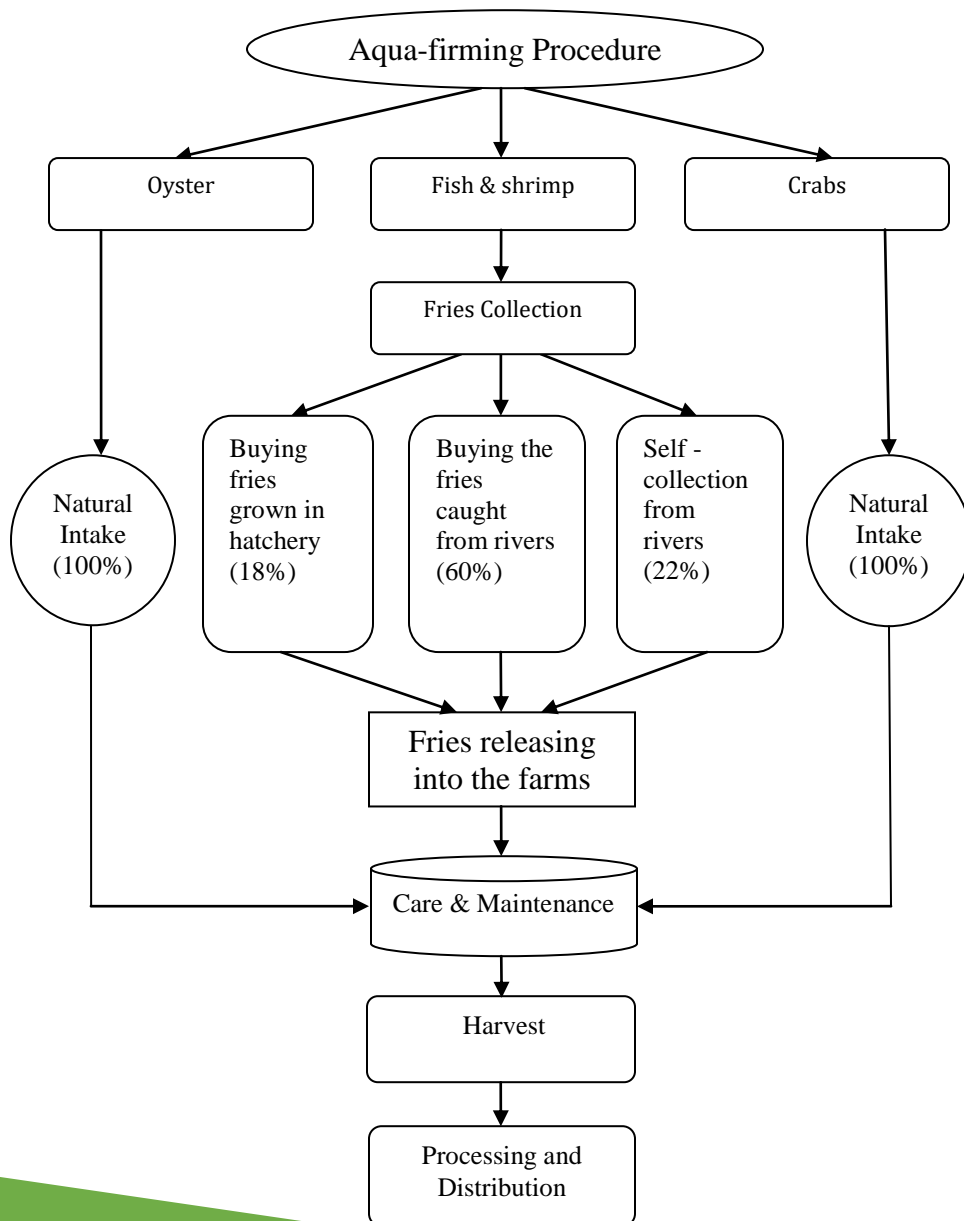 Aqua-firming Procedure
Oyster
Fish & shrimp
Crabs
Fries Collection
Buying
fries
grown in
hatchery
(18%)
Buying the
fries
caught
from rivers
(60%)
Self -
collection
from
rivers
(22%)
Natural
Intake
(100%)
Natural
Intake
(100%)
Fries releasing
into the farms
Care & Maintenance
Harvest
Processing and
Distribution